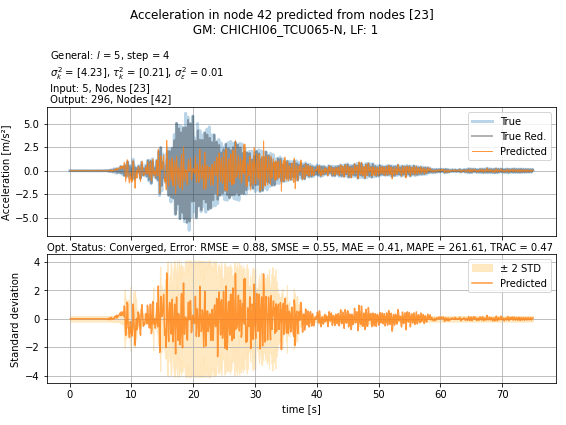 Acceleration in node 42 predicted from nodes [23]
GM: CHICHI06_TCU065-N, LF: 1
General: l = 5, step = 4
σ²ₖ = [4.23], τ²ₖ = [0.21], σ²ε = 0.01
Input: 5, Nodes [23]
Output: 296, Nodes [42]
Acceleration [m/s²]
5.0
2.5
0.0
−2.5
−5.0
True
True Red.
Predicted
Opt. Status: Converged, Error: RMSE = 0.88, SMSE = 0.55, MAE = 0.41, MAPE = 261.61, TRAC = 0.47
Standard deviation
4
2
0
−2
−4
± 2 STD
Predicted
0 10 20 30 40 50 60 70
time [s]